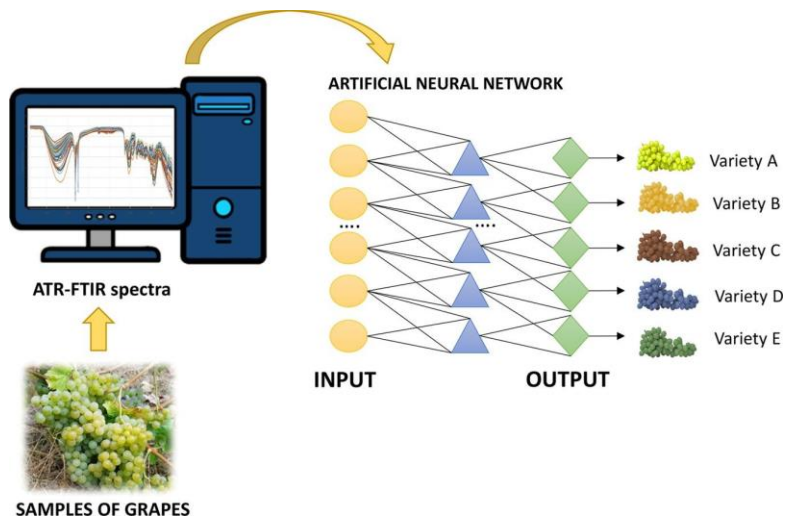 ARTIFICIAL NEURAL NETWORK
Variety A
Variety B
....
....
Variety C
ATR-FTIR spectra
Variety D
Variety E
INPUT
OUTPUT
SAMPLES OF GRAPES